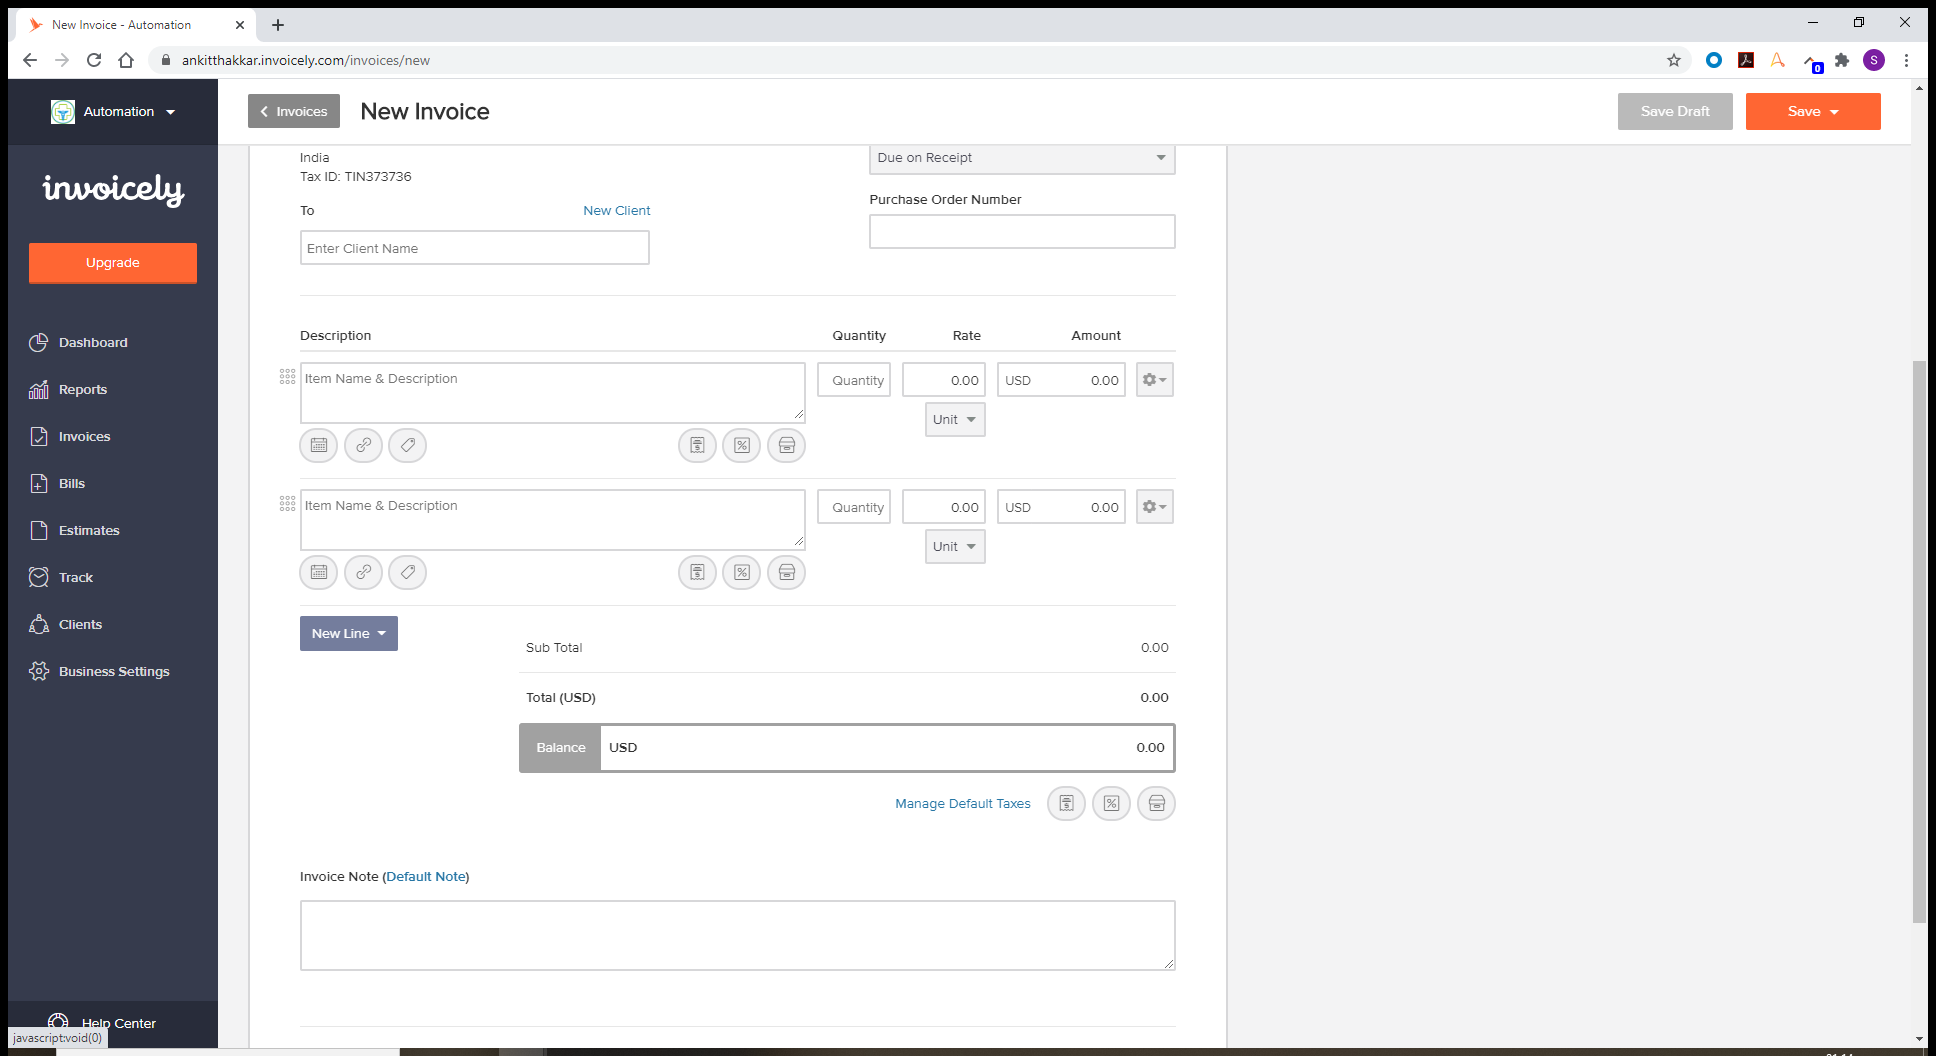 New Invoice - Automation
ankitthakkar.invoicely.com/invoices/new
0
S
Automation
Invoices
New Invoice
Save Draft
Save
invoicely
Upgrade
Dashboard
Reports
Invoices
Bills
Estimates
Track
Clients
Business Settings
Help Center
javascript:void(0)
India
Tax ID: TIN373736
Due on Receipt
To
New Client
Purchase Order Number
Enter Client Name
Description Quantity Rate Amount
Item Name & Description Quantity 0.00 USD 0.00
Unit
Item Name & Description Quantity 0.00 USD 0.00
Unit
New Line
Sub Total 0.00
Total (USD) 0.00
Balance USD 0.00
Manage Default Taxes
Invoice Note (Default Note)